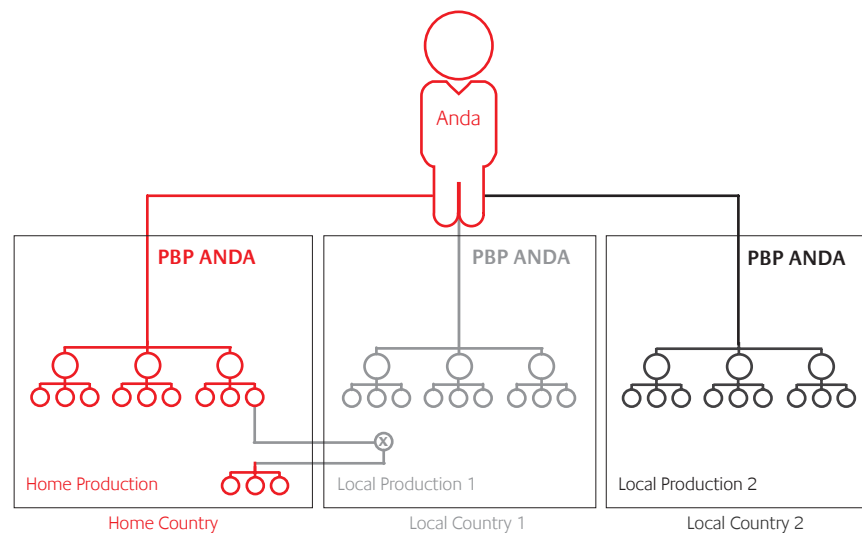 Anda
PBP ANDA
PBP ANDA
PBP ANDA
X
Home Production
Local Production 1
Local Production 2
Home Country
Local Country 1
Local Country 2